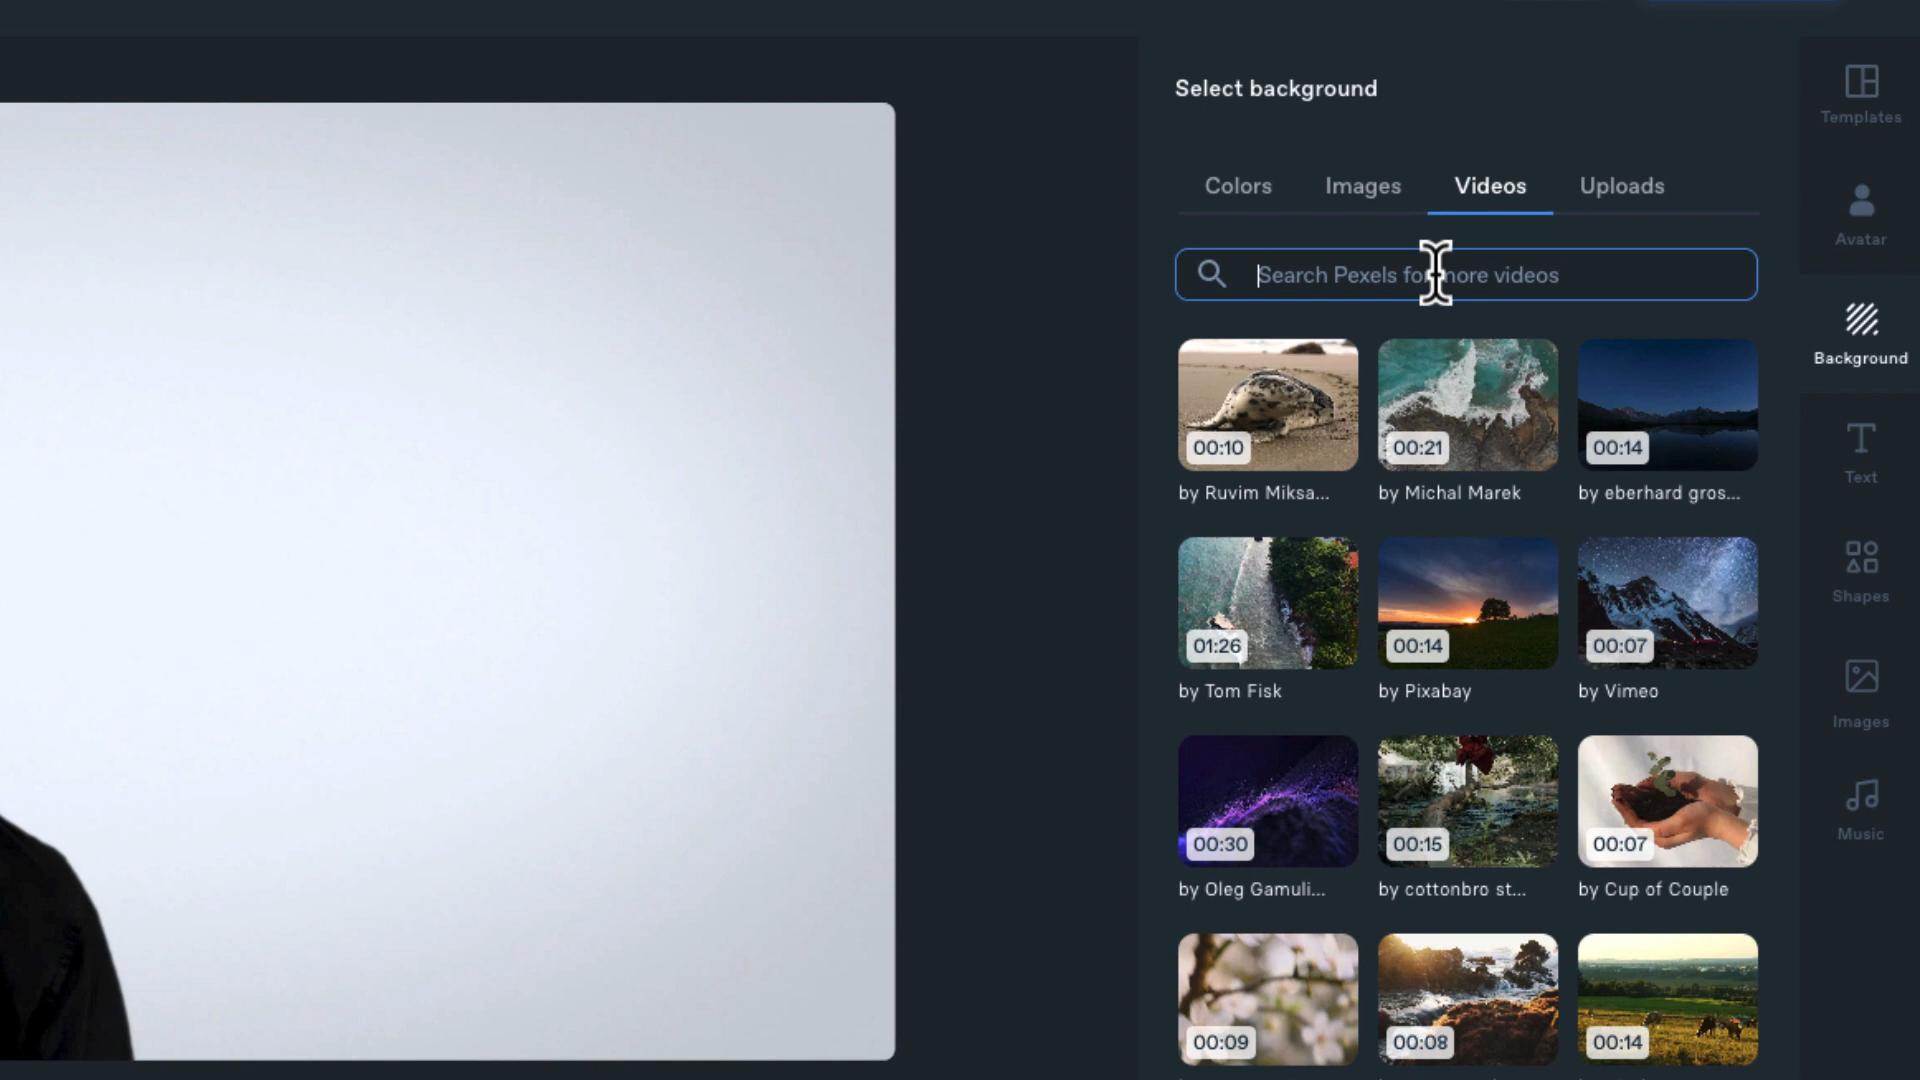 Select background
Templates
Colors Images Videos Uploads
Avatar
Search Pexels for more videos
Background
00:10 00:21 00:14
by Ruvim Miksa... by Michal Marek by eberhard gros...
Text
Shapes
01:26 00:14 00:07
by Tom Fisk by Pixabay by Vimeo
Images
Music
00:30 00:15 00:07
by Oleg Gamuli... by cottonbro st... by Cup of Couple
00:09 00:08 00:14